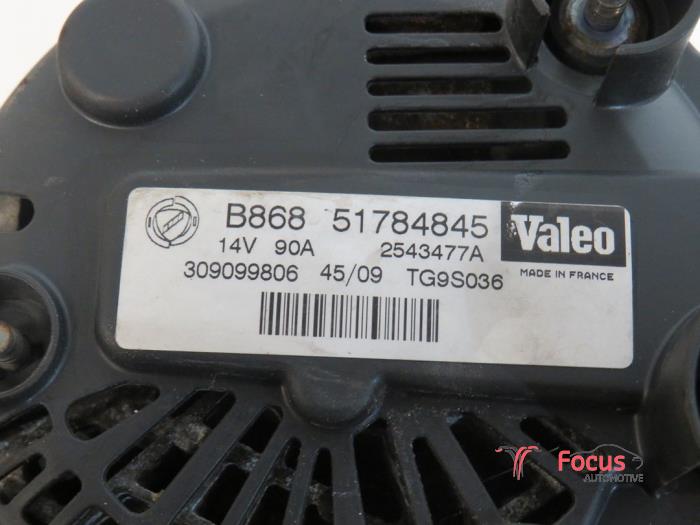 B868 51784845
14V 90A 2543477A
309099806 45/09 TG9S036
Valeo
MADE IN FRANCE
Focus
AUTOMOTIVE